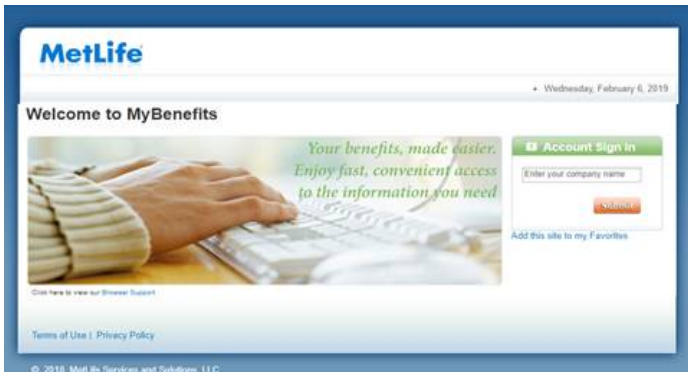 MetLife
Wednesday, February 6, 2019
Welcome to MyBenefits
Your benefits, made easier.
Enjoy fast, convenient access
to the information you need
Account Sign In
Enter your company name
Submit
Add this site to my Favorites
Click here to view our Browser Support
Terms of Use | Privacy Policy
MetLife Services and Solutions, LLC